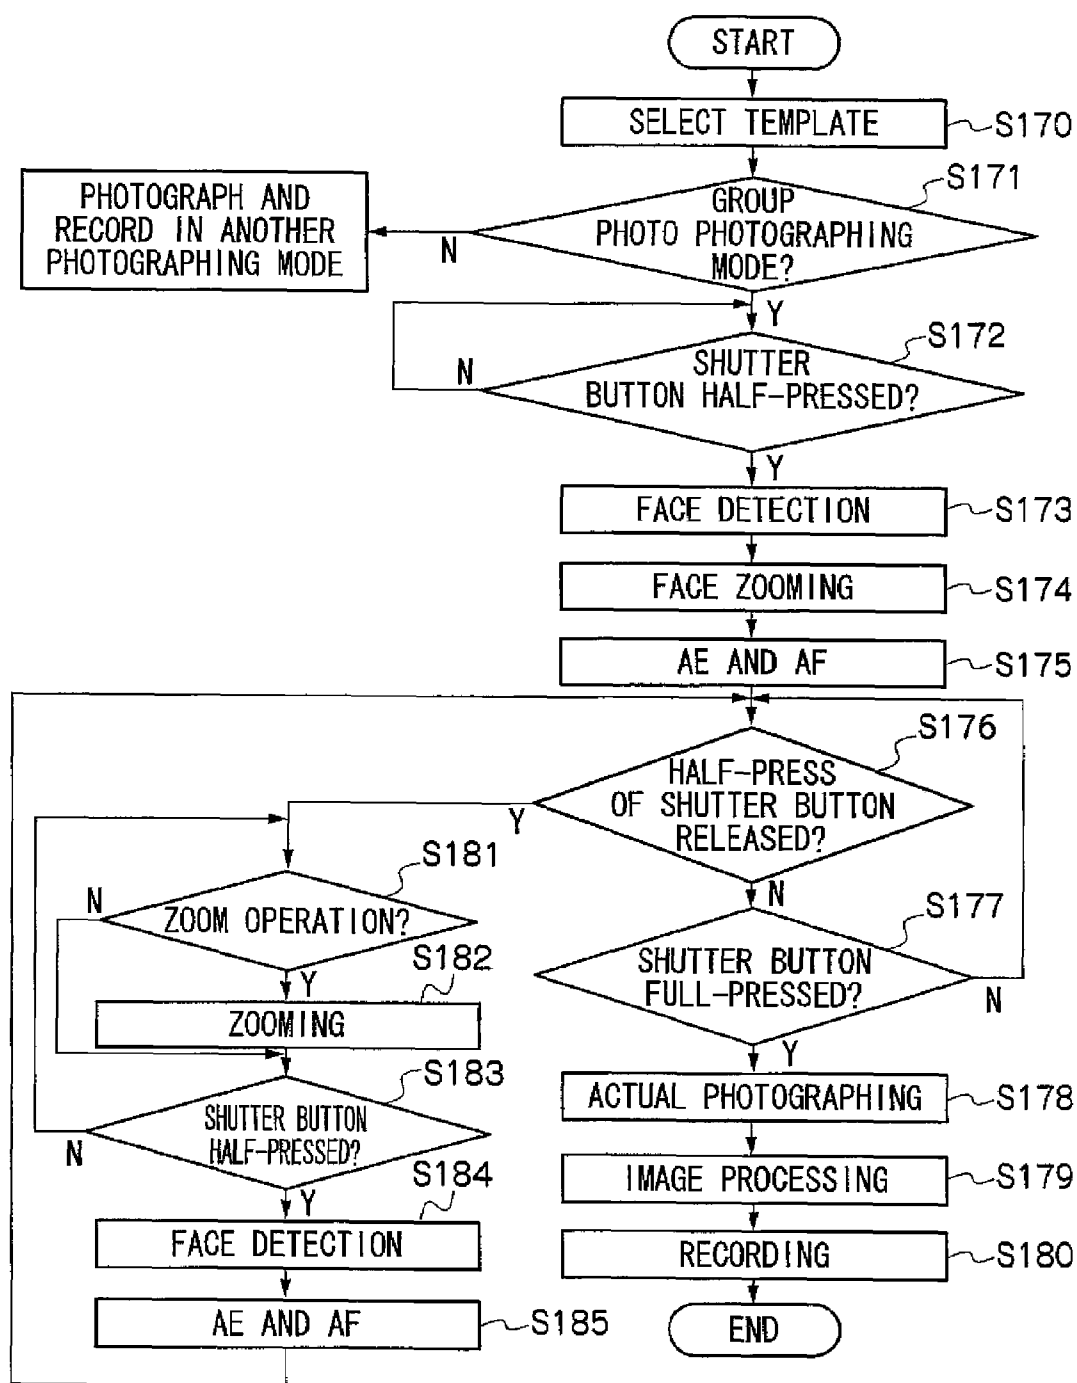 START
SELECT TEMPLATE
S170
S171
GROUP
PHOTO PHOTOGRAPHING
MODE?
N
PHOTOGRAPH AND
RECORD IN ANOTHER
PHOTOGRAPHING MODE
Y
S172
SHUTTER
BUTTON HALF-PRESSED?
N
Y
FACE DETECTION
S173
FACE ZOOMING
S174
AE AND AF
S175
S176
HALF-PRESS
OF SHUTTER BUTTON
RELEASED?
Y
N
S177
SHUTTER BUTTON
FULL-PRESSED?
N
Y
ACTUAL PHOTOGRAPHING
S178
IMAGE PROCESSING
S179
RECORDING
S180
END
S181
ZOOM OPERATION?
N
Y
S182
ZOOMING
S183
SHUTTER BUTTON
HALF-PRESSED?
N
Y
S184
FACE DETECTION
AE AND AF
S185